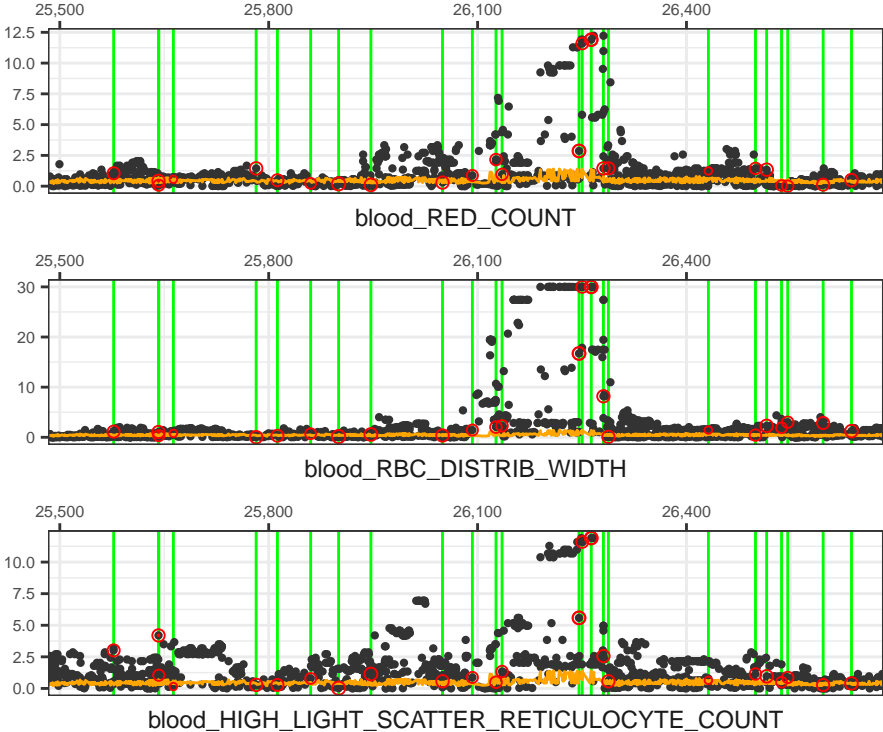 25,500 25,800 26,100 26,400
12.5
10.0
7.5
5.0
2.5
0.0
blood_RED_COUNT
25,500 25,800 26,100 26,400
30
20
10
0
blood_RBC_DISTRIB_WIDTH
25,500 25,800 26,100 26,400
10.0
7.5
5.0
2.5
0.0
blood_HIGH_LIGHT_SCATTER_RETICULOCYTE_COUNT